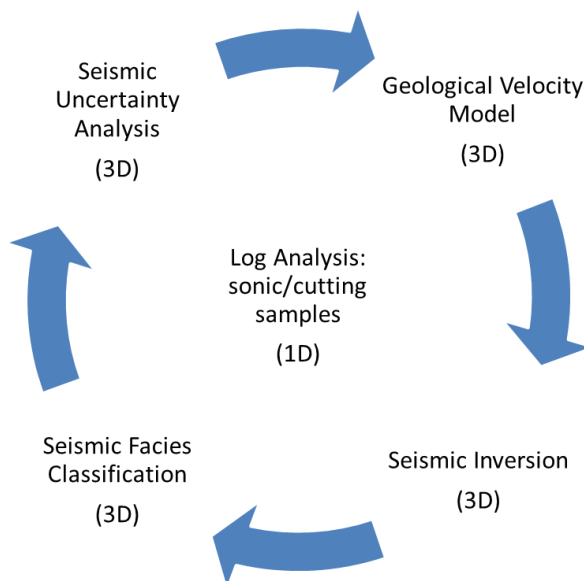 Seismic
Uncertainty
Analysis
(3D)
Geological Velocity
Model
(3D)
Log Analysis:
sonic/cutting
samples
(1D)
Seismic Facies
Classification
(3D)
Seismic Inversion
(3D)